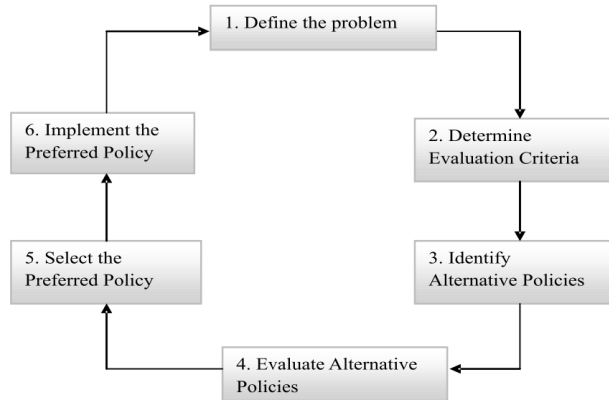 1. Define the problem
2. Determine
Evaluation Criteria
3. Identify
Alternative Policies
4. Evaluate Alternative
Policies
5. Select the
Preferred Policy
6. Implement the
Preferred Policy